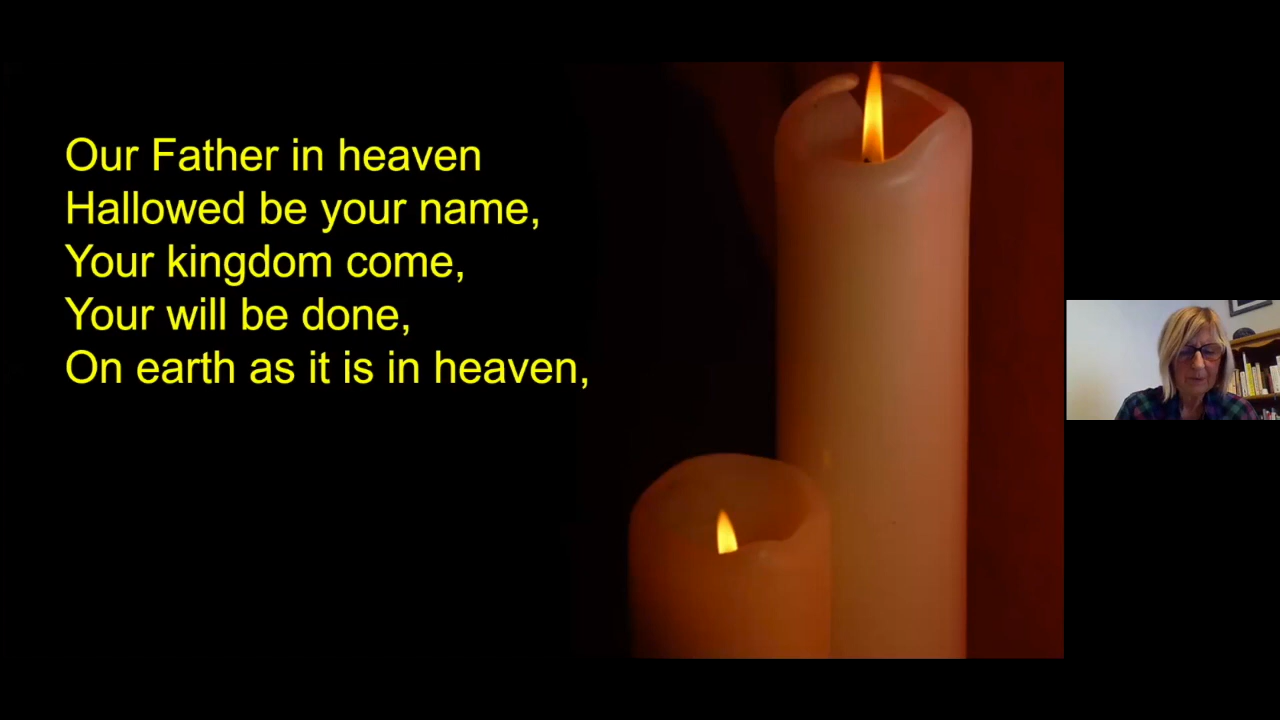 Our Father in heaven
Hallowed be your name,
Your kingdom come,
Your will be done,
On earth as it is in heaven,